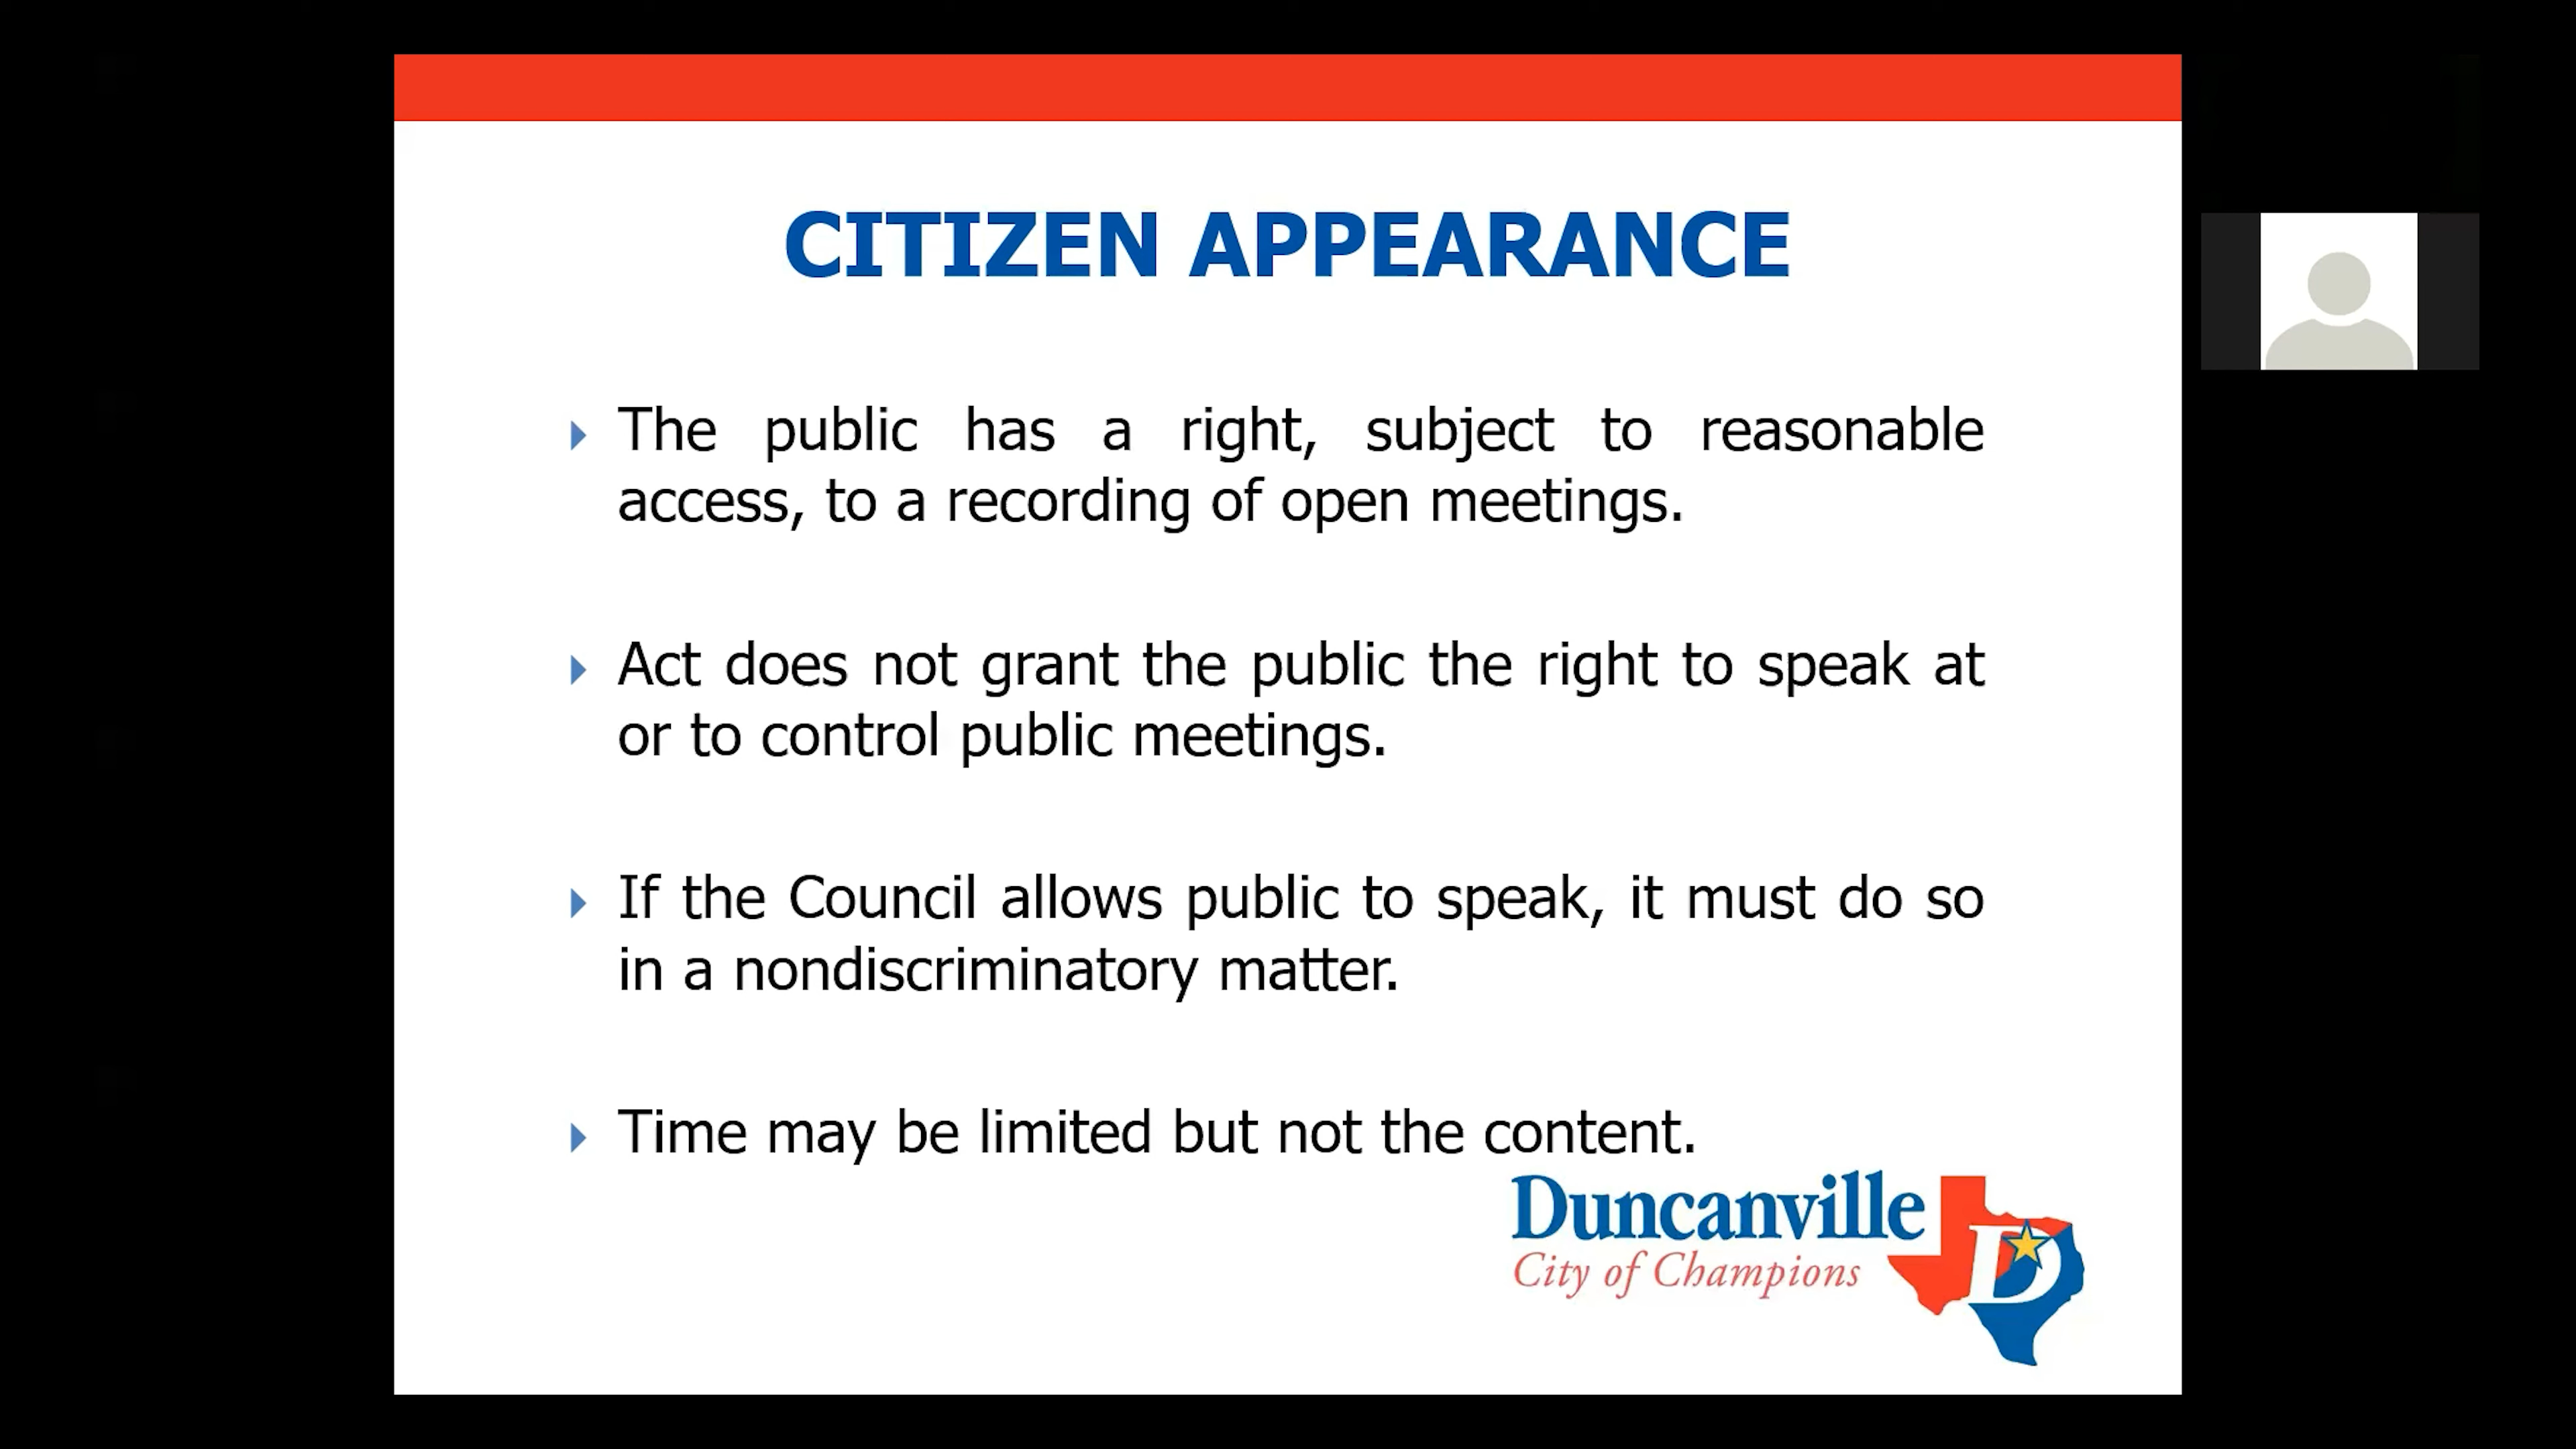 CITIZEN APPEARANCE
The public has a right, subject to reasonable
access, to a recording of open meetings.
Act does not grant the public the right to speak at
or to control public meetings.
If the Council allows public to speak, it must do so
in a nondiscriminatory matter.
Time may be limited but not the content.
Duncanville
City of Champions
D